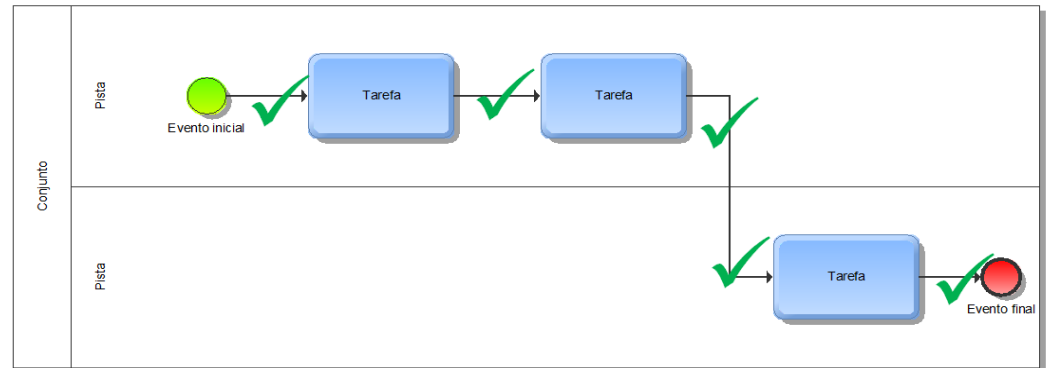 Conjunto
Pista
Evento inicial
Tarefa
Tarefa
Pista
Tarefa
Evento final